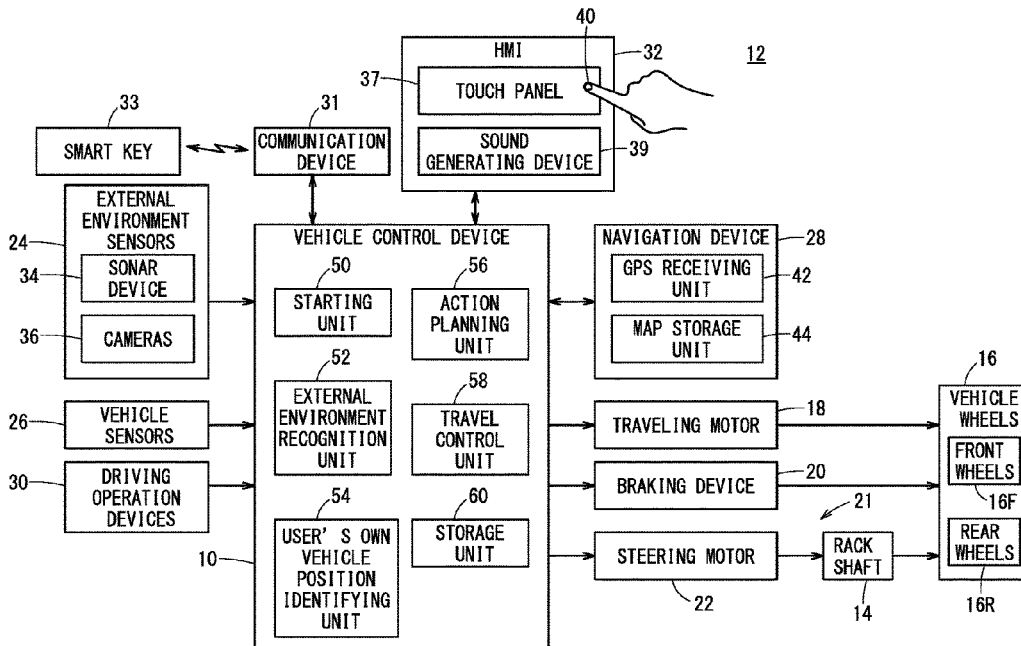 40
HMI
32
12
37
TOUCH PANEL
33
31
SMART KEY
COMMUNICATION
DEVICE
SOUND
GENERATING DEVICE
39
EXTERNAL
ENVIRONMENT
SENSORS
24
34
SONAR
DEVICE
36
CAMERAS
VEHICLE CONTROL DEVICE
50
STARTING
UNIT
56
ACTION
PLANNING
UNIT
52
EXTERNAL
ENVIRONMENT
RECOGNITION UNIT
58
TRAVEL
CONTROL
UNIT
54
USER'S OWN
VEHICLE
POSITION
IDENTIFYING
UNIT
60
STORAGE
UNIT
10
NAVIGATION DEVICE
28
GPS RECEIVING
UNIT
42
MAP STORAGE
UNIT
44
26
VEHICLE
SENSORS
30
DRIVING
OPERATION
DEVICES
18
TRAVELING MOTOR
20
BRAKING DEVICE
21
STEERING MOTOR
22
RACK
SHAFT
14
16
VEHICLE
WHEELS
FRONT
WHEELS
16F
REAR
WHEELS
16R